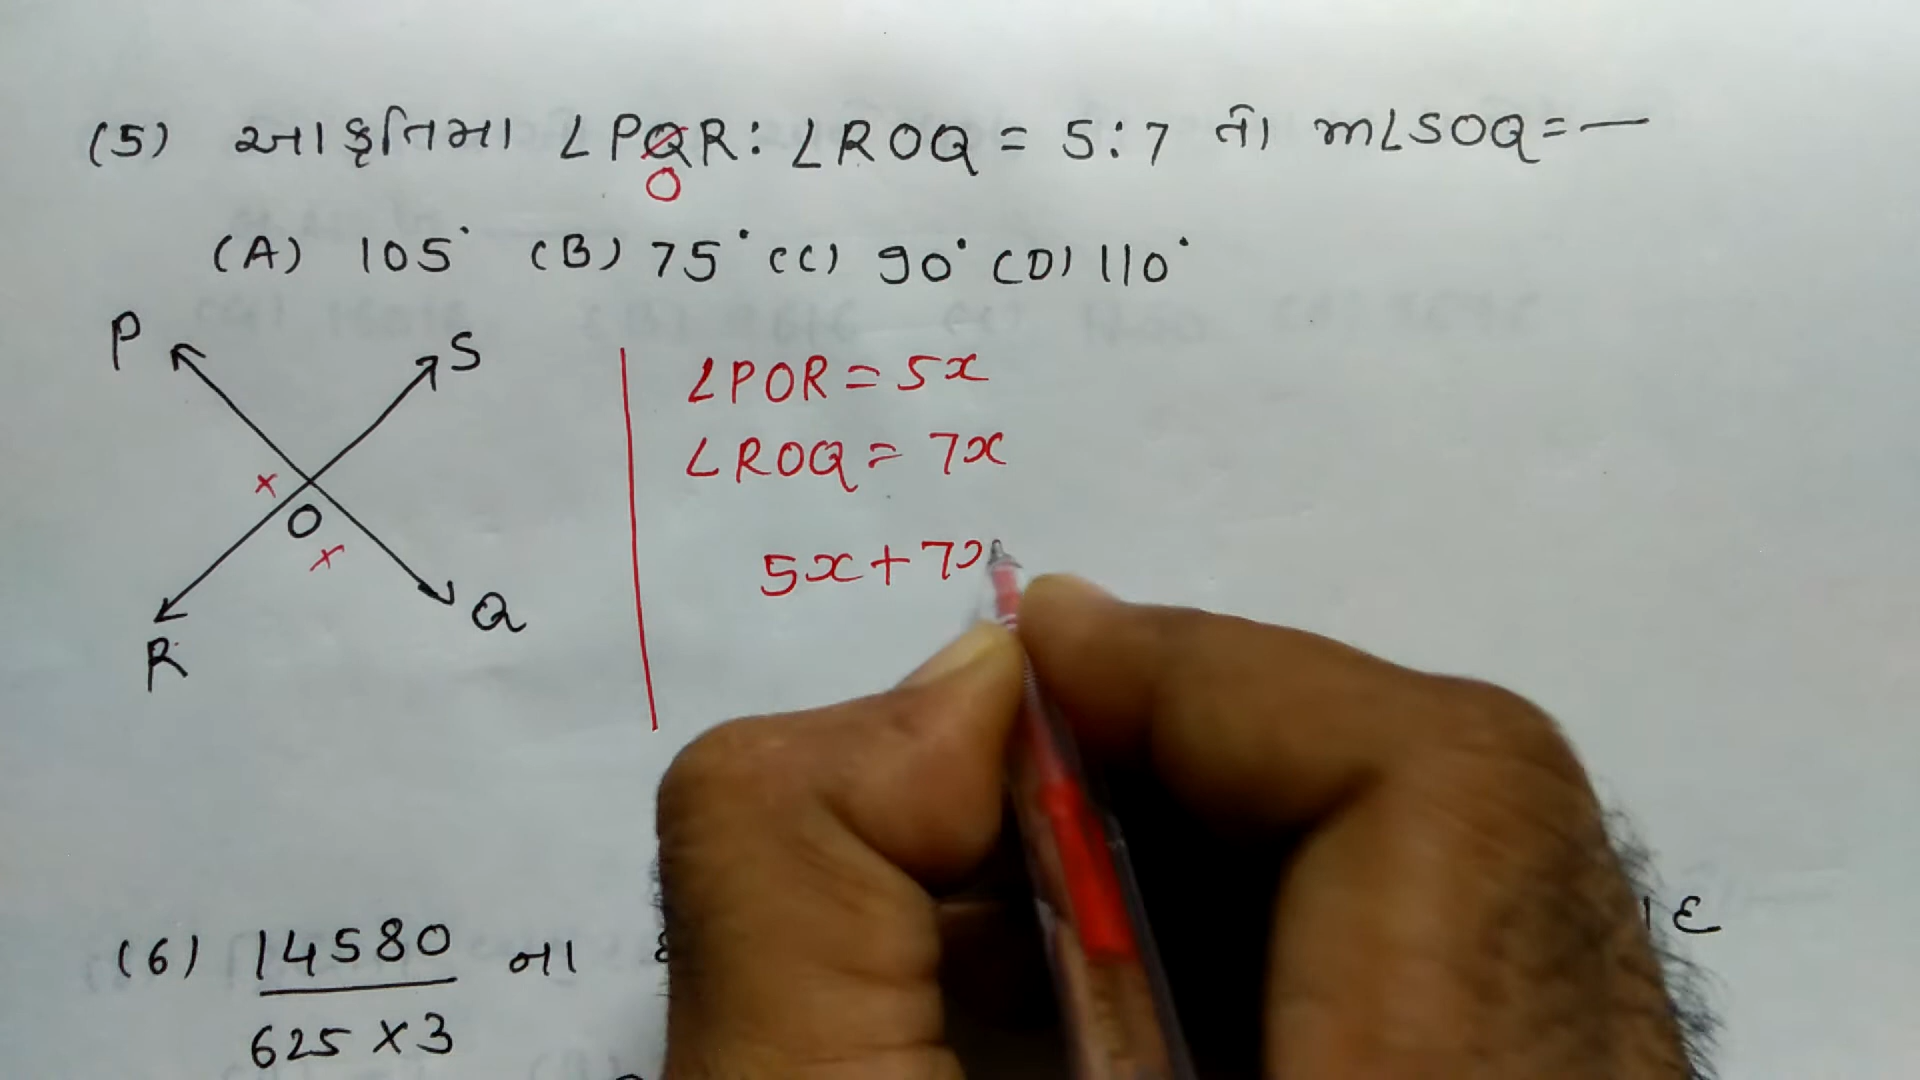 (5) આકૃતિમા ∠PQR : ∠ROQ = 5:7 તો m∠SOQ = —
O
(A) 105° (B) 75° (C) 90° (D) 110°
P
S
∠POR = 5x
∠ROQ = 7x
x
O
x
5x + 7x
Q
R
(6) 14580 ના
625 x 3